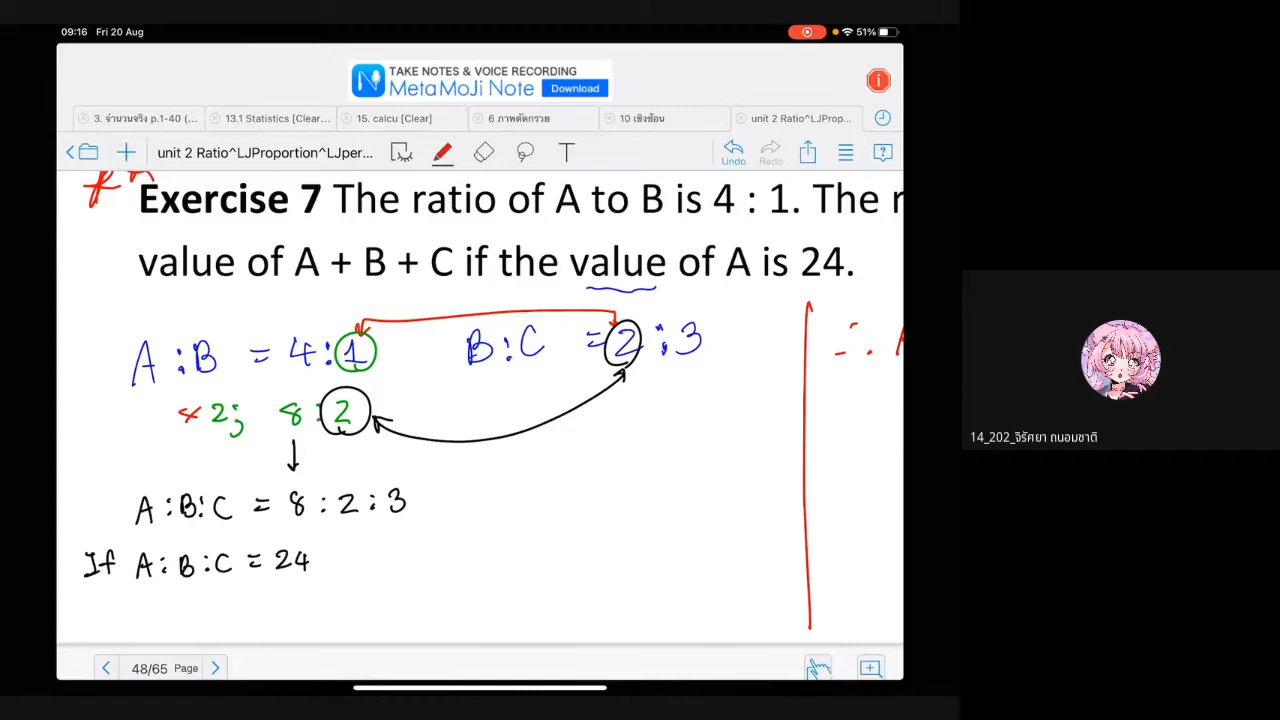 09:16 Fri 20 Aug
51%
TAKE NOTES & VOICE RECORDING
MetaMoJi Note Download
3. จำนวนจริง p.1-40 (...
13.1 Statistics [Clear...
15. calcu [Clear]
6 ภาพตัดกรวย
10 เชิงซ้อน
unit 2 Ratio^LJProp...
unit 2 Ratio^LJProportion^LJper...
T
Undo
Redo
Exercise 7 The ratio of A to B is 4 : 1. The r
value of A + B + C if the value of A is 24.
A : B = 4 : 1 B : C = 2 : 3
∴ A
× 2 ; 8 : 2
A : B : C = 8 : 2 : 3
If A : B : C = 24
48/65 Page
14_202_จิรัศยา ถนอมชาติ